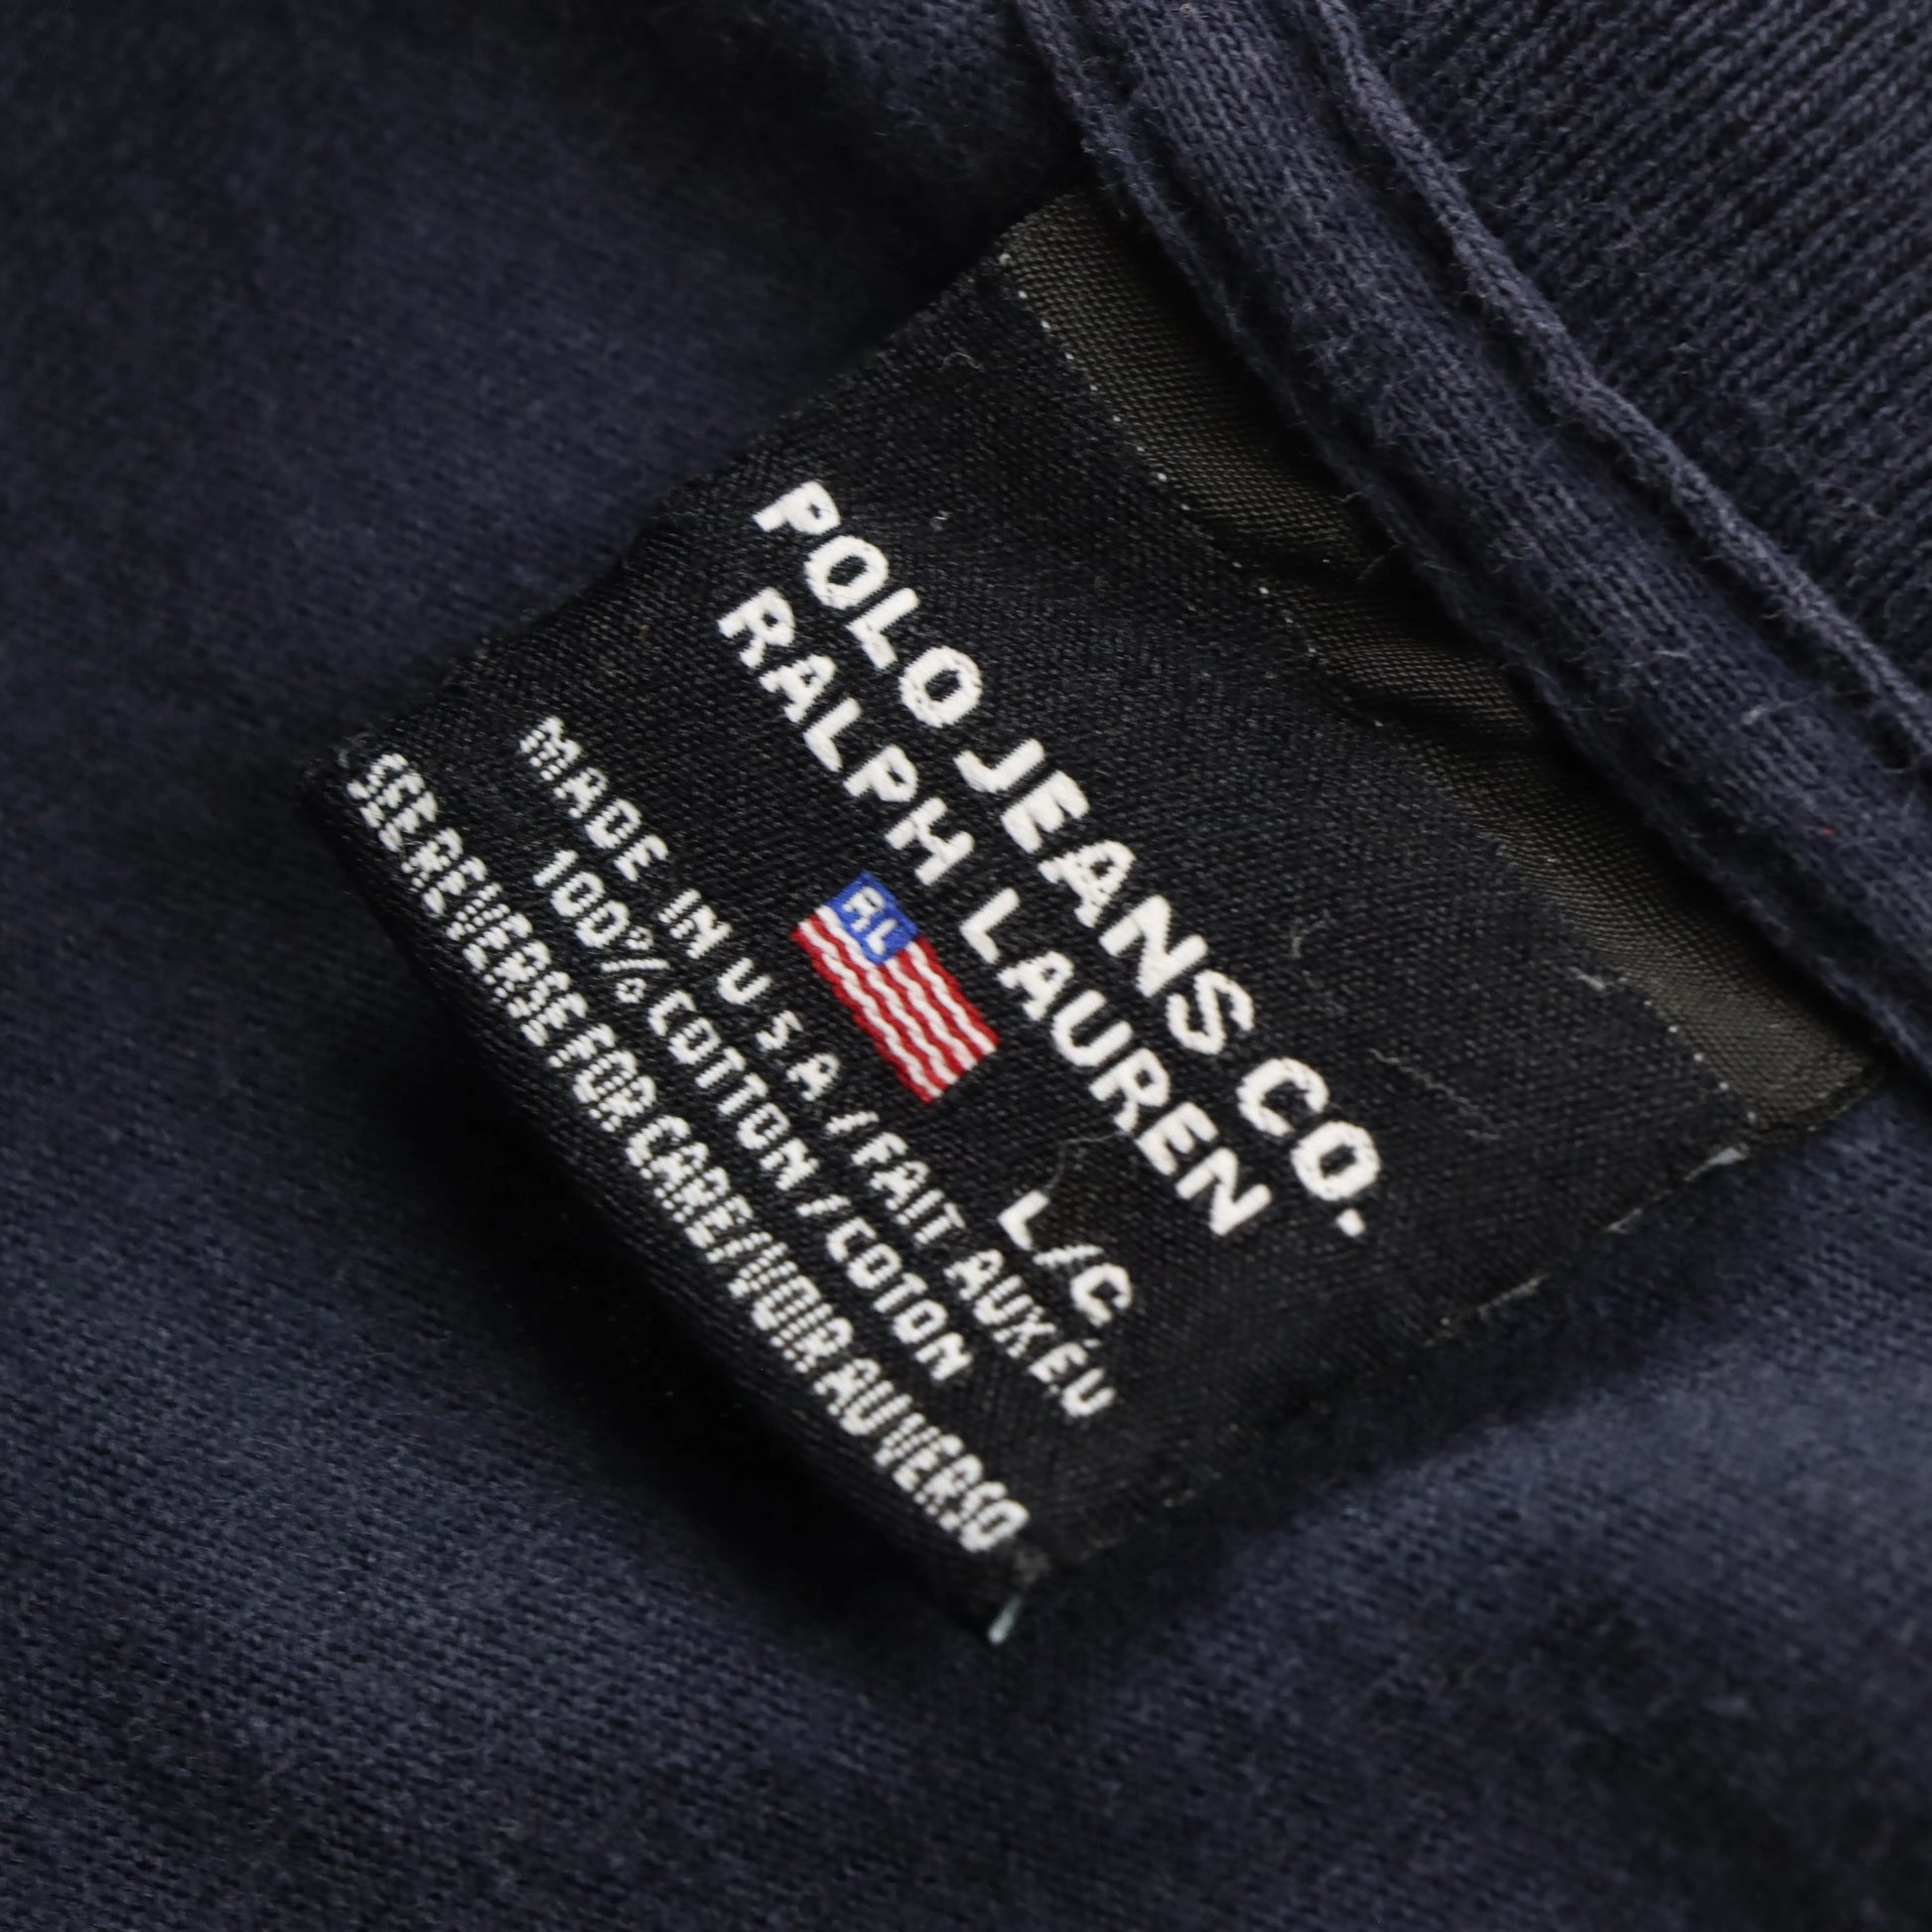 POLO JEANS CO.
RALPH LAUREN
RL
L/G
MADE IN U S A / FAIT AUX ÉU
100% COTTON / COTON
SEE REVERSE FOR CARE / VOIR AU VERSO